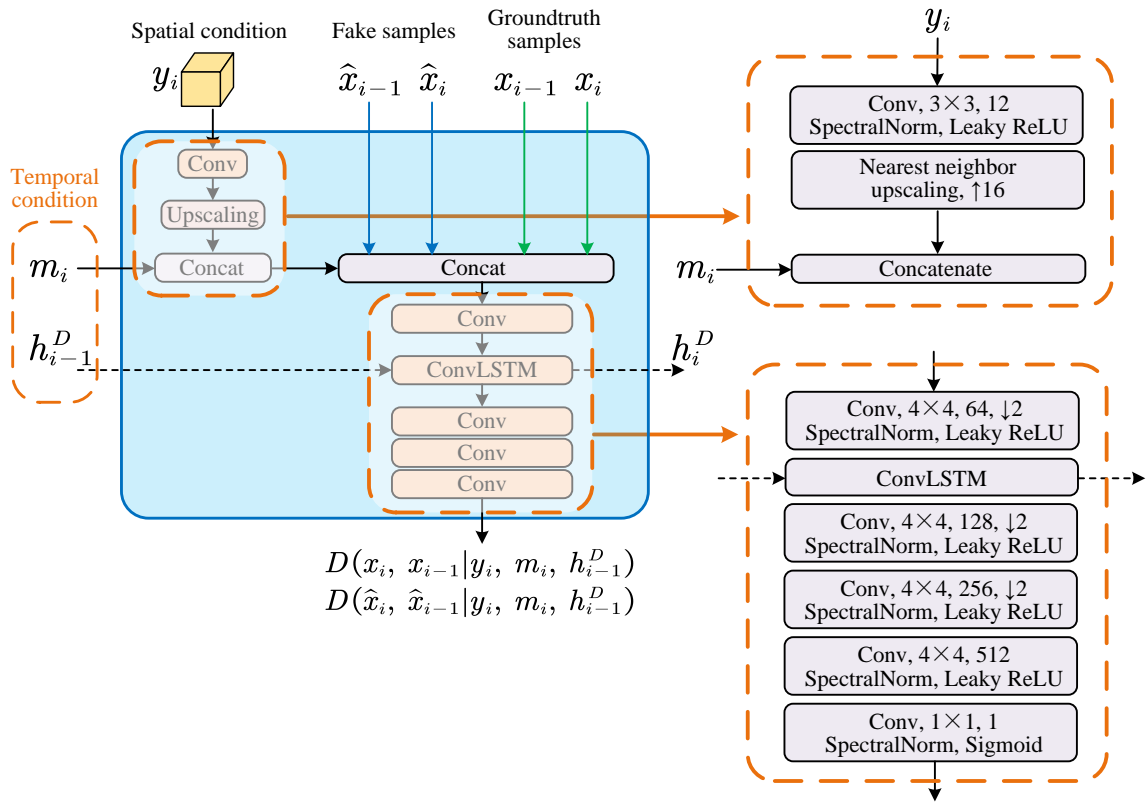 Spatial condition
Fake samples
Groundtruth
samples
y_i
x̂_{i−1}
x̂_i
x_{i−1}
x_i
Conv
Upscaling
Concat
Concat
Temporal
condition
m_i
h_{i−1}^D
Conv
ConvLSTM
Conv
Conv
Conv
h_i^D
D(x_i, x_{i−1}|y_i, m_i, h_{i−1}^D)
D(x̂_i, x̂_{i−1}|y_i, m_i, h_{i−1}^D)
y_i
Conv, 3×3, 12
SpectralNorm, Leaky ReLU
Nearest neighbor
upscaling, ↑16
m_i
Concatenate
Conv, 4×4, 64, ↓2
SpectralNorm, Leaky ReLU
ConvLSTM
Conv, 4×4, 128, ↓2
SpectralNorm, Leaky ReLU
Conv, 4×4, 256, ↓2
SpectralNorm, Leaky ReLU
Conv, 4×4, 512
SpectralNorm, Leaky ReLU
Conv, 1×1, 1
SpectralNorm, Sigmoid